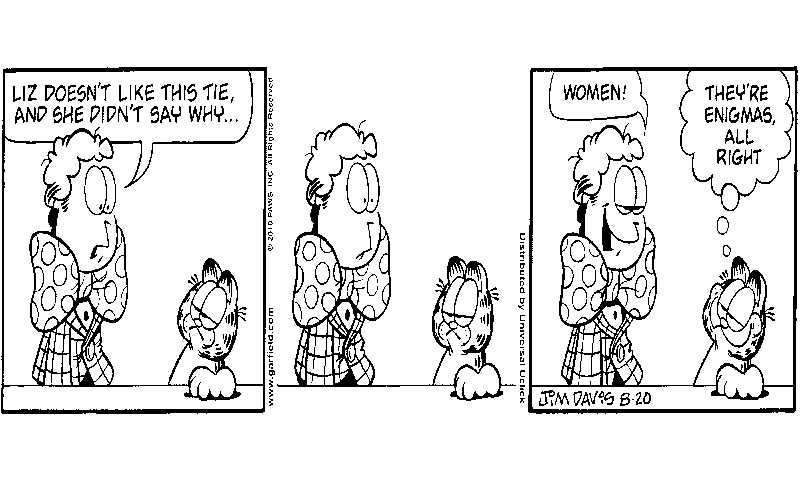 LIZ DOESN'T LIKE THIS TIE,
AND SHE DIDN'T SAY WHY...
© 2010 PAWS, INC. All Rights Reserved
www.garfield.com
Distributed by Universal Uclick
WOMEN!
THEY'RE
ENIGMAS,
ALL
RIGHT
JIM DAVIS 8-20